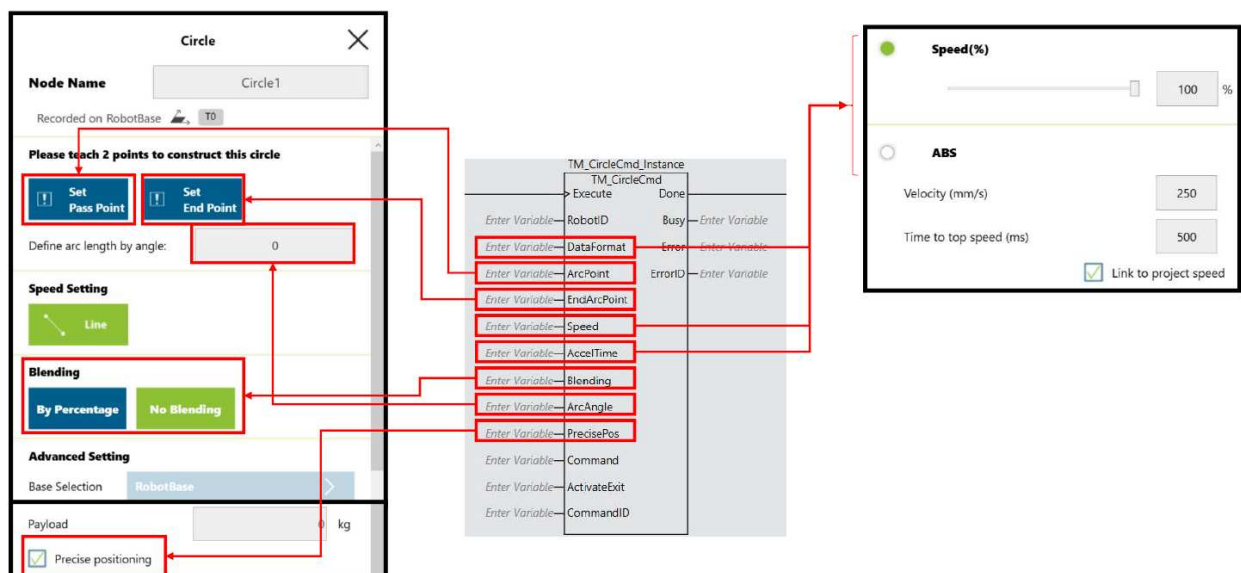 Circle
Node Name
Circle1
Recorded on RobotBase
T0
Please teach 2 points to construct this circle
Set
Pass Point
Set
End Point
Define arc length by angle:
0
Speed Setting
Line
Blending
By Percentage
No Blending
Advanced Setting
Base Selection
RobotBase
Payload
0 kg
Precise positioning
TM_CircleCmd_Instance
TM_CircleCmd
Execute Done
Enter Variable RobotID Busy Enter Variable
Enter Variable DataFormat Error Enter Variable
Enter Variable ArcPoint ErrorID Enter Variable
Enter Variable EndArcPoint
Enter Variable Speed
Enter Variable AccelTime
Enter Variable Blending
Enter Variable ArcAngle
Enter Variable PrecisePos
Enter Variable Command
Enter Variable ActivateExit
Enter Variable CommandID
Speed(%)
100 %
ABS
Velocity (mm/s) 250
Time to top speed (ms) 500
Link to project speed